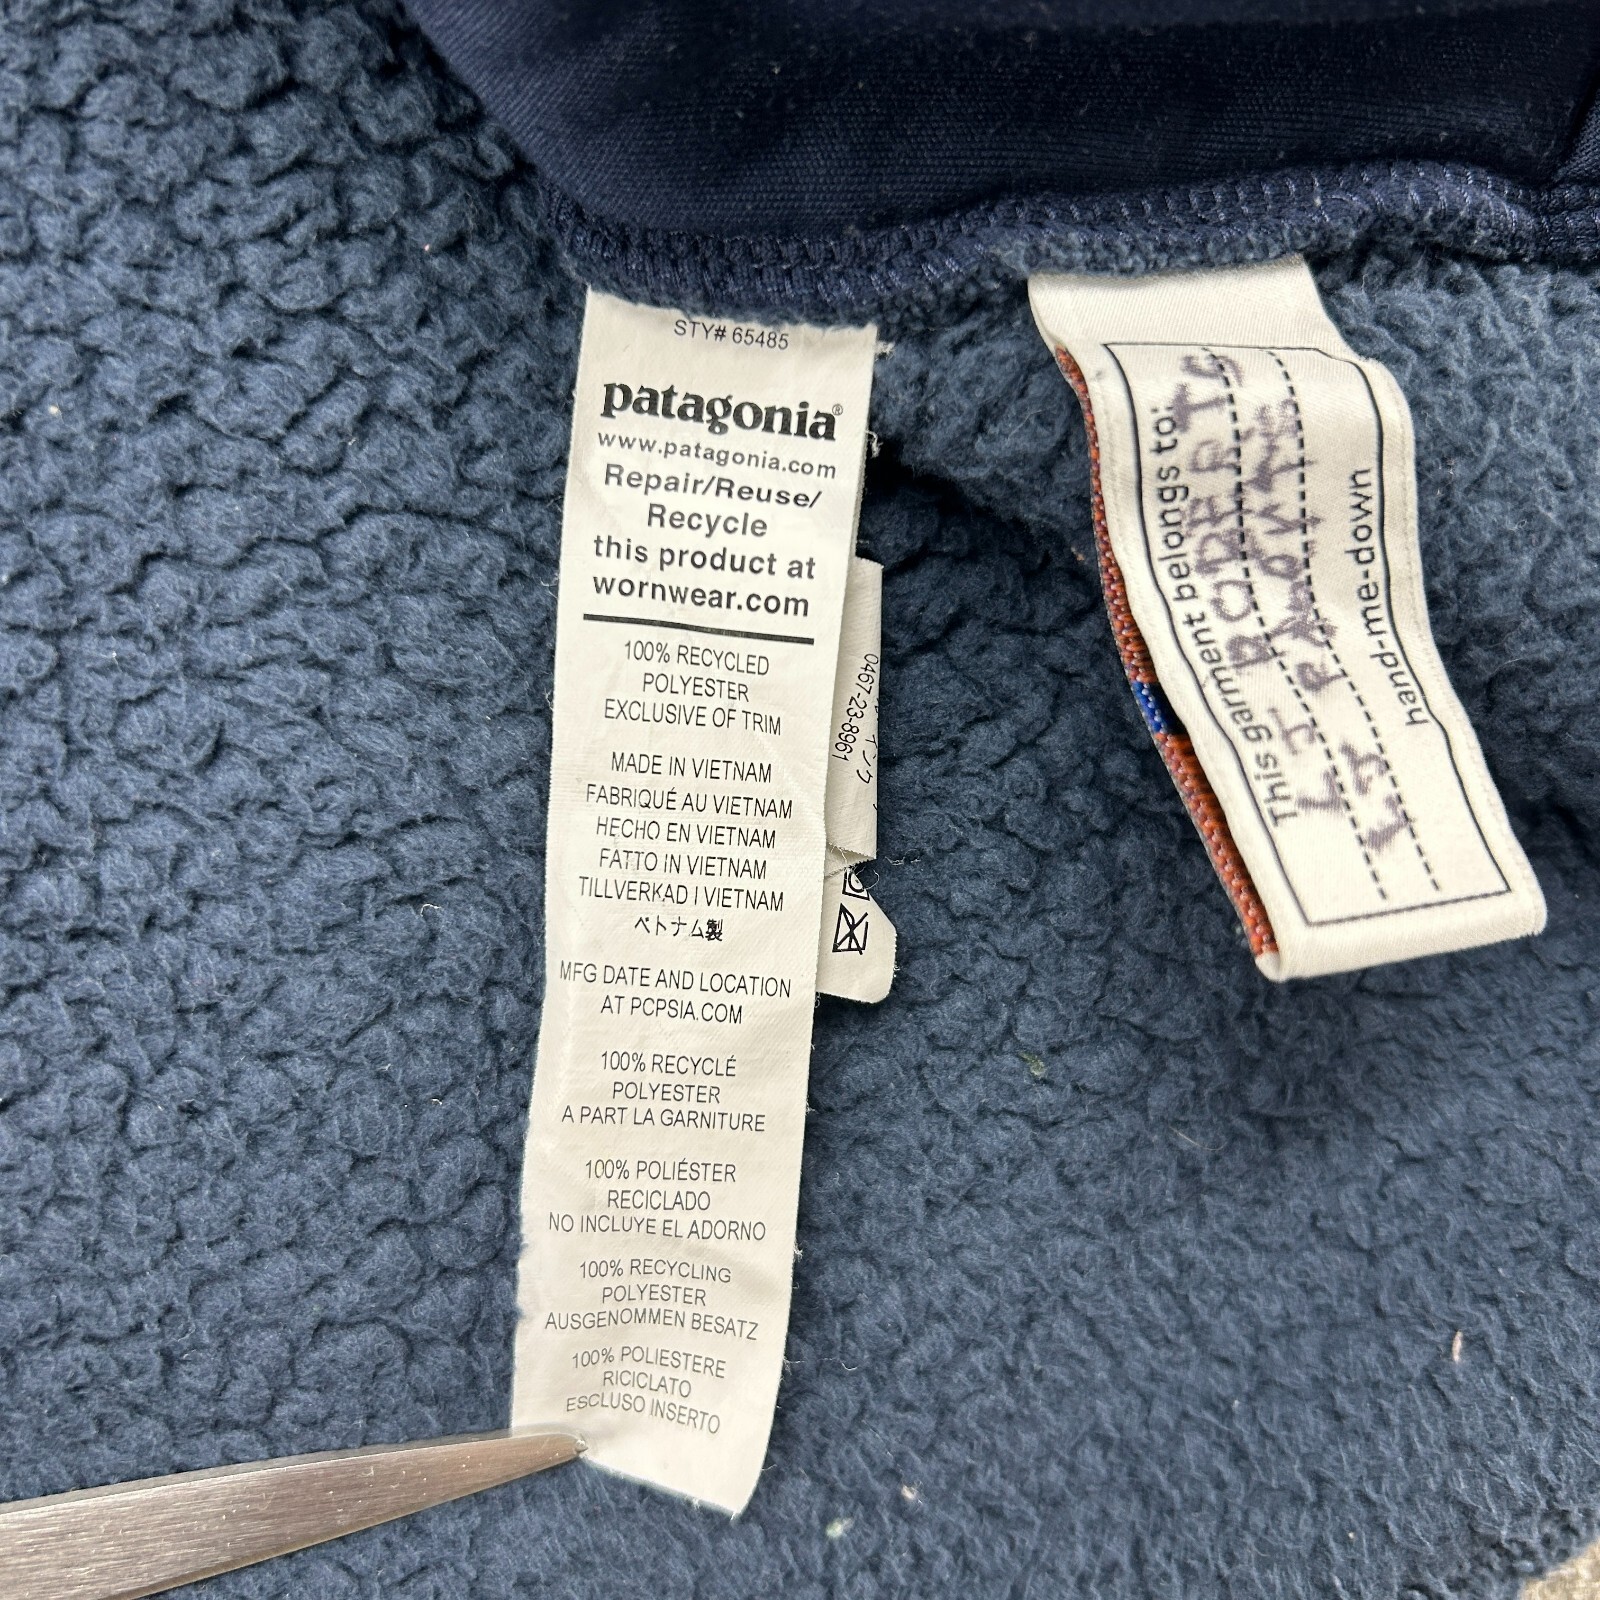 STY# 65485
patagonia®
www.patagonia.com
Repair/Reuse/
Recycle
this product at
wornwear.com
100% RECYCLED
POLYESTER
EXCLUSIVE OF TRIM
MADE IN VIETNAM
FABRIQUÉ AU VIETNAM
HECHO EN VIETNAM
FATTO IN VIETNAM
TILLVERKAD I VIETNAM
ベトナム製
MFG DATE AND LOCATION
AT PCPSIA.COM
100% RECYCLÉ
POLYESTER
A PART LA GARNITURE
100% POLIÉSTER
RECICLADO
NO INCLUYE EL ADORNO
100% RECYCLING
POLYESTER
AUSGENOMMEN BESATZ
100% POLIESTERE
RICICLATO
ESCLUSO INSERTO
0467-23-8961
This garment belongs to:
LJ
LJ
hand-me-down